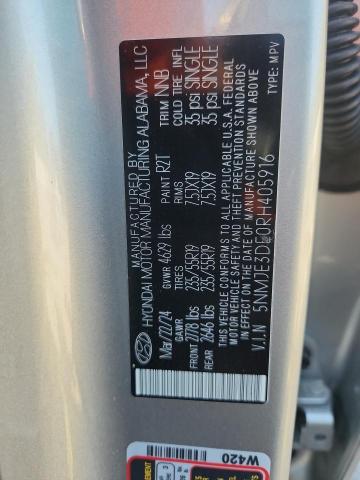 MANUFACTURED BY
HYUNDAI MOTOR MANUFACTURING ALABAMA, LLC
Mar/22/24 GVWR 4629 lbs PAINT R2T TRIM NNB
GAWR TIRES RIMS COLD TIRE INFL
FRONT 2778 lbs 235/55R19 7.5JX19 35 psi SINGLE
REAR 2646 lbs 235/55R19 7.5JX19 35 psi SINGLE
THIS VEHICLE CONFORMS TO ALL APPLICABLE U.S.A. FEDERAL
MOTOR VEHICLE SAFETY AND THEFT PREVENTION STANDARDS
IN EFFECT ON THE DATE OF MANUFACTURE SHOWN ABOVE
V.I.N 5NMJE3DE0RH405916 TYPE: MPV
W420